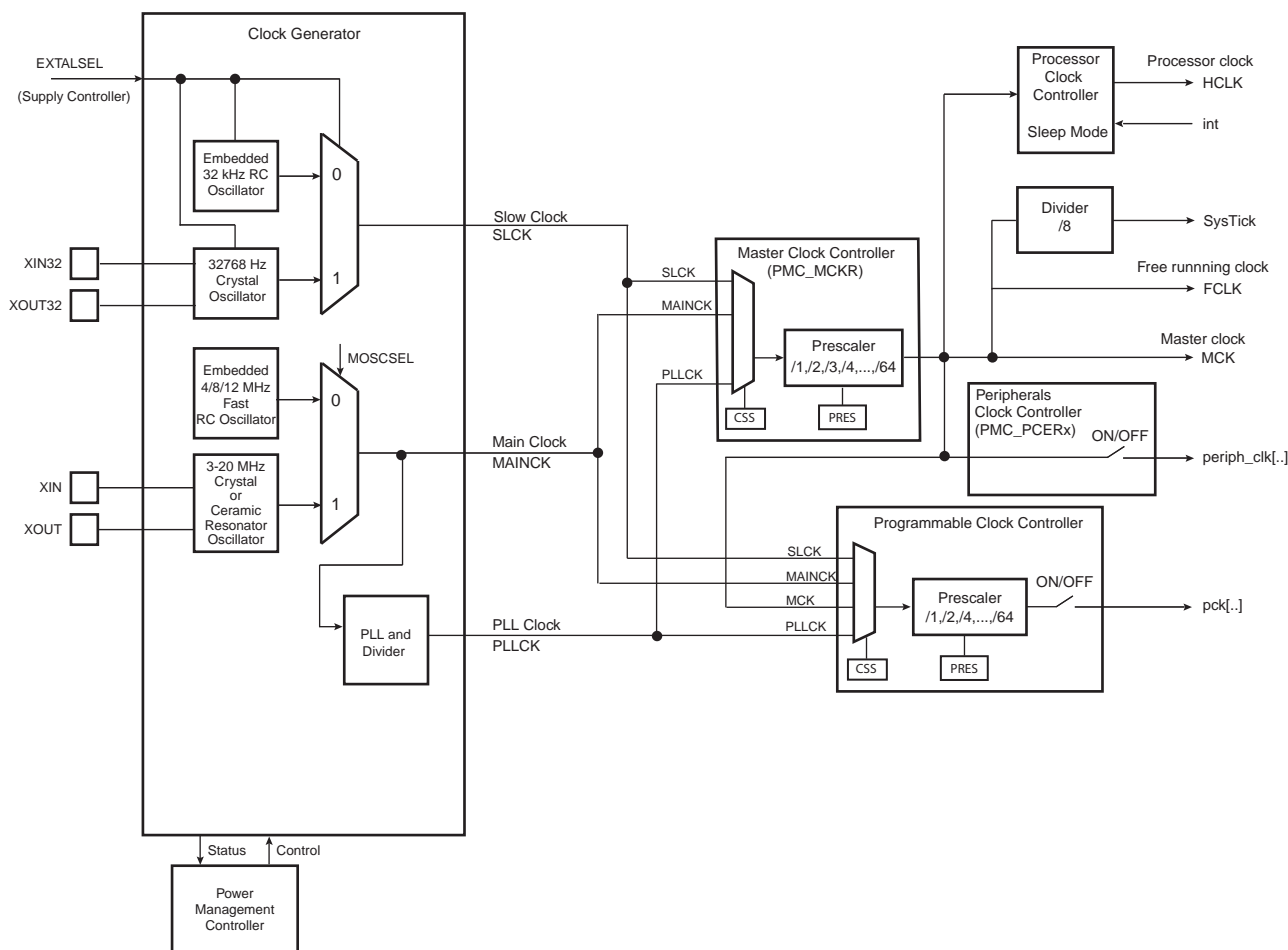 Clock Generator
EXTALSEL
(Supply Controller)
Embedded
32 kHz RC
Oscillator
0
XIN32
XOUT32
32768 Hz
Crystal
Oscillator
1
Slow Clock
SLCK
Embedded
4/8/12 MHz
Fast
RC Oscillator
MOSCSEL
0
XIN
XOUT
3-20 MHz
Crystal
or
Ceramic
Resonator
Oscillator
1
Main Clock
MAINCK
PLL and
Divider
PLL Clock
PLLCK
Status
Control
Power
Management
Controller
Master Clock Controller
(PMC_MCKR)
SLCK
MAINCK
PLLCK
Prescaler
/1,/2,/3,/4,...,/64
CSS
PRES
Processor
Clock
Controller
Sleep Mode
Processor clock
HCLK
int
Divider
/8
SysTick
Free runnning clock
FCLK
Master clock
MCK
Peripherals
Clock Controller
(PMC_PCERx)
ON/OFF
periph_clk[..]
Programmable Clock Controller
SLCK
MAINCK
MCK
PLLCK
Prescaler
/1,/2,/4,...,/64
ON/OFF
pck[..]
CSS
PRES